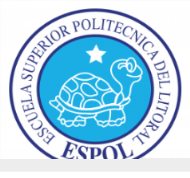 ESCUELA SUPERIOR POLITECNICA DEL LITORAL
ESPOL